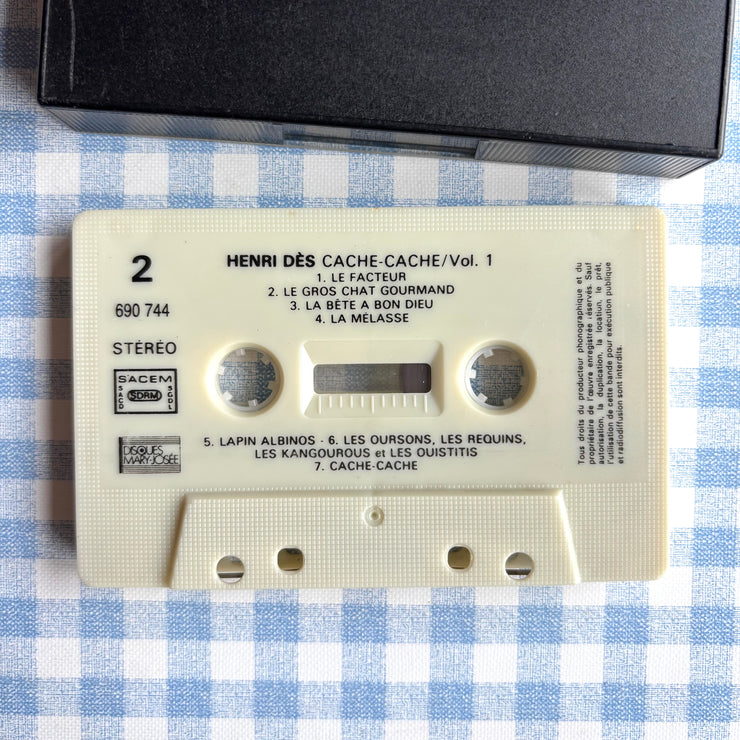 2
690 744
STÉRÉO
SACEM
SACD
SDRM
SGDL
DISQUES
MARY-JOSÉE
HENRI DÈS CACHE-CACHE/Vol. 1
1. LE FACTEUR
2. LE GROS CHAT GOURMAND
3. LA BÊTE A BON DIEU
4. LA MÉLASSE
5. LAPIN ALBINOS - 6. LES OURSONS, LES REQUINS,
LES KANGOUROUS et LES OUISTITIS
7. CACHE-CACHE
Tous droits du producteur phonographique et du
propriétaire de l'œuvre enregistrée réservés. Sauf
autorisation, la duplication, la location, le prêt,
l'utilisation de cette bande pour exécution publique
et radiodiffusion sont interdits.